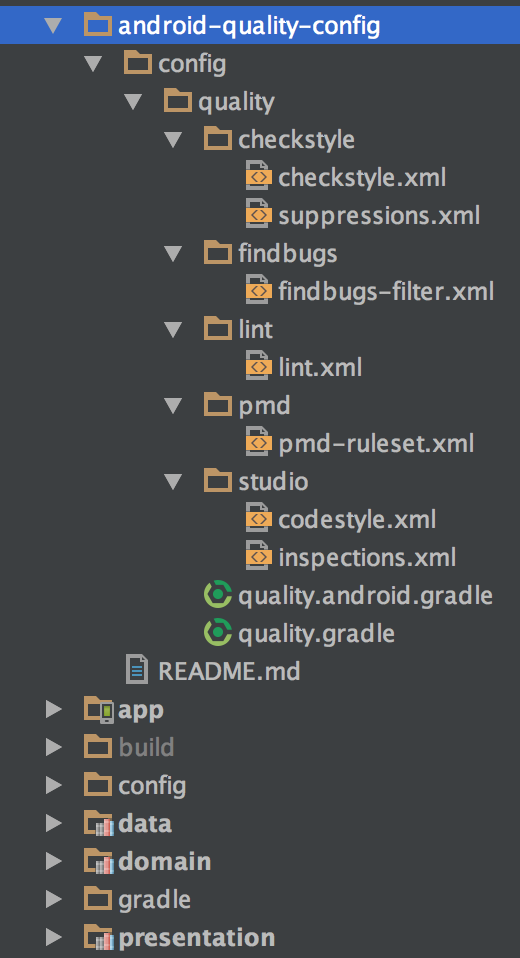 android-quality-config
config
quality
checkstyle
checkstyle.xml
suppressions.xml
findbugs
findbugs-filter.xml
lint
lint.xml
pmd
pmd-ruleset.xml
studio
codestyle.xml
inspections.xml
quality.android.gradle
quality.gradle
README.md
app
build
config
data
domain
gradle
presentation